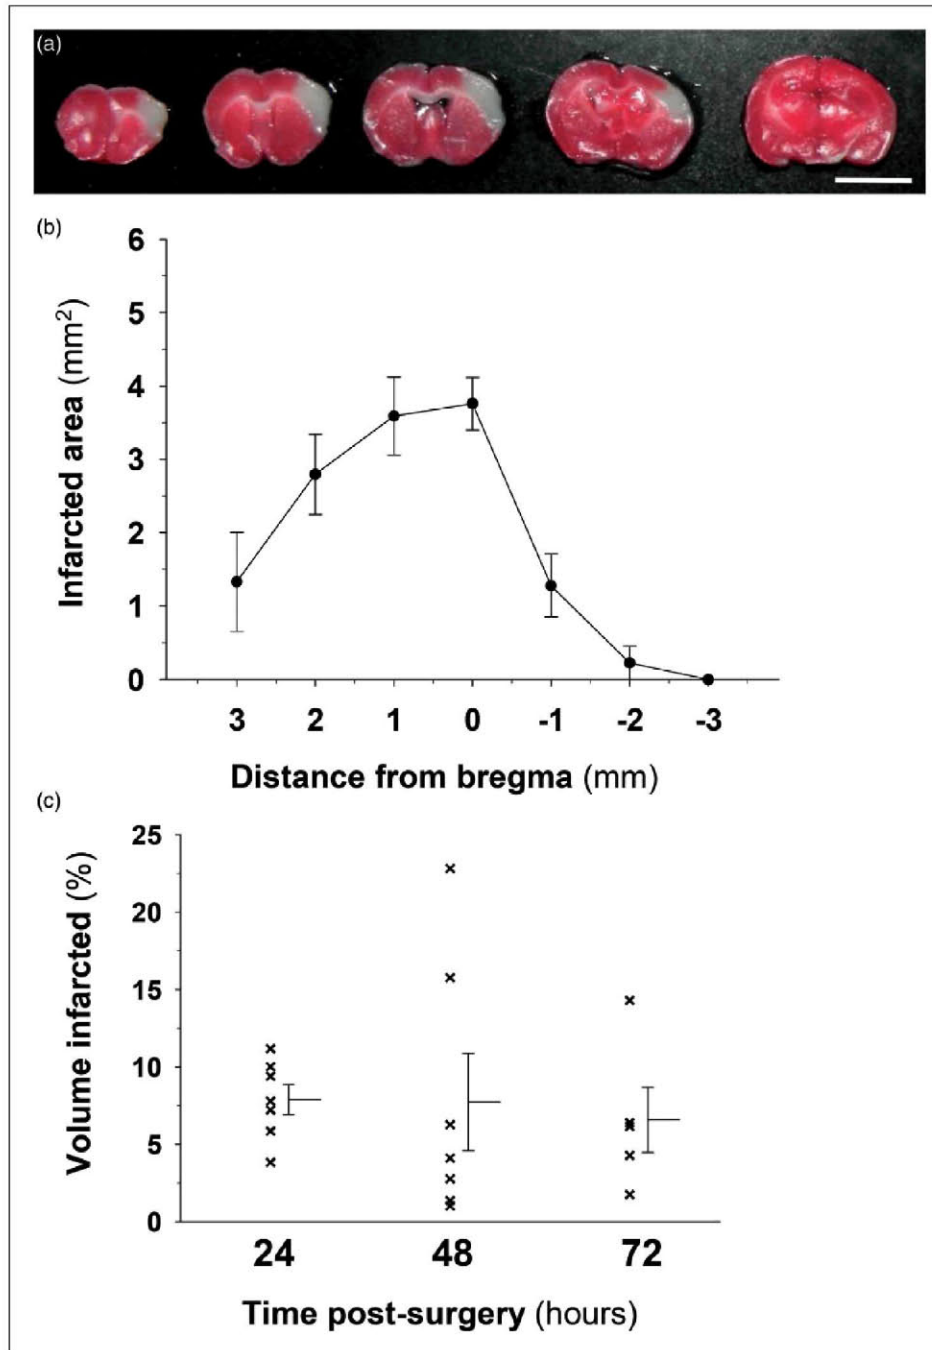 (a)
(b)
6
5
4
3
2
1
0
Infarcted area (mm²)
3 2 1 0 -1 -2 -3
Distance from bregma (mm)
(c)
25
20
15
10
5
0
Volume infarcted (%)
24 48 72
Time post-surgery (hours)